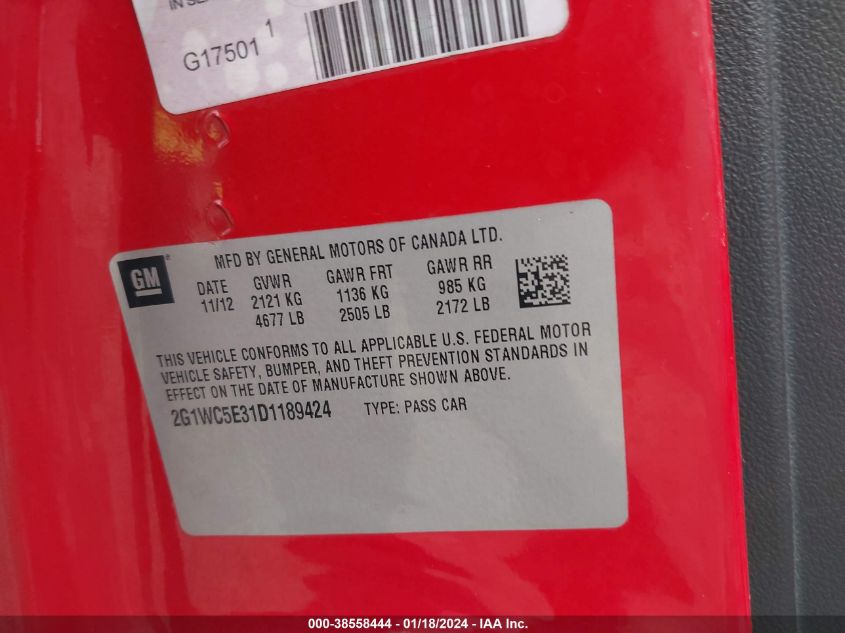 G17501 1
GM
MFD BY GENERAL MOTORS OF CANADA LTD.
DATE GVWR GAWR FRT GAWR RR
11/12 2121 KG 1136 KG 985 KG
4677 LB 2505 LB 2172 LB
THIS VEHICLE CONFORMS TO ALL APPLICABLE U.S. FEDERAL MOTOR
VEHICLE SAFETY, BUMPER, AND THEFT PREVENTION STANDARDS IN
EFFECT ON THE DATE OF MANUFACTURE SHOWN ABOVE.
2G1WC5E31D1189424 TYPE: PASS CAR
000-38558444 - 01/18/2024 - IAA Inc.